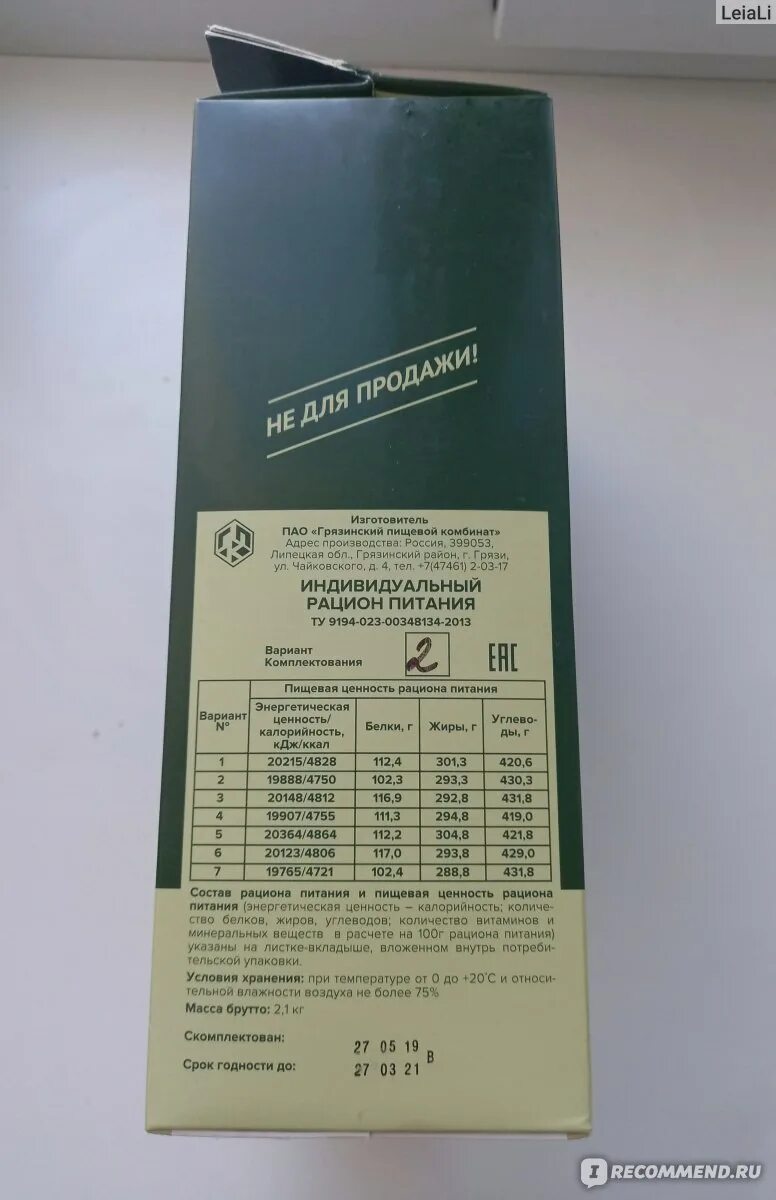 LeiaLi
НЕ ДЛЯ ПРОДАЖИ!
Изготовитель
ПАО «Грязинский пищевой комбинат»
Адрес производства: Россия, 399053,
Липецкая обл., Грязинский район, г. Грязи,
ул. Чайковского, д. 4, тел. +7(47461) 2-03-17
ИНДИВИДУАЛЬНЫЙ
РАЦИОН ПИТАНИЯ
ТУ 9194-023-00348134-2013
Вариант
Комплектования
2
EAC
Пищевая ценность рациона питания
Вариант N° Энергетическая ценность/ калорийность, кДж/ккал Белки, г Жиры, г Углево-ды, г
1 20215/4828 112,4 301,3 420,6
2 19888/4750 102,3 293,3 430,3
3 20148/4812 116,9 292,8 431,8
4 19907/4755 111,3 294,8 419,0
5 20364/4864 112,2 304,8 421,8
6 20123/4806 117,0 293,8 429,0
7 19765/4721 102,4 288,8 431,8
Состав рациона питания и пищевая ценность рациона
питания (энергетическая ценность – калорийность; количе-
ство белков, жиров, углеводов; количество витаминов и
минеральных веществ в расчете на 100г рациона питания)
указаны на листке-вкладыше, вложенном внутрь потреби-
тельской упаковки.
Условия хранения: при температуре от 0 до +20°С и относи-
тельной влажности воздуха не более 75%
Масса брутто: 2,1 кг
Скомплектован: 27 05 19
В
Срок годности до: 27 03 21
IRECOMMEND.RU